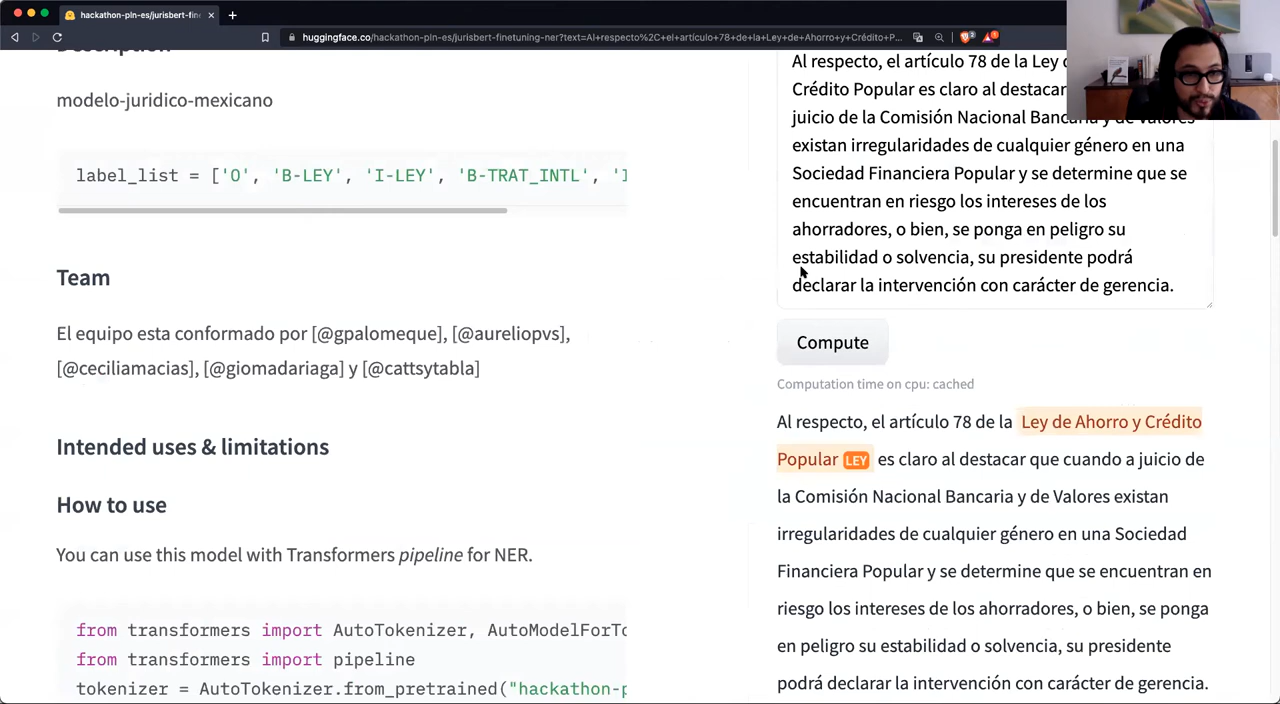 hackathon-pln-es/jurisbert-fine
huggingface.co/hackathon-pln-es/jurisbert-finetuning-ner?text=Al+respecto%2C+el+artículo+78+de+la+Ley+de+Ahorro+y+Crédito+P...
Description
modelo-juridico-mexicano
label_list = ['O', 'B-LEY', 'I-LEY', 'B-TRAT_INTL', 'I
Team
El equipo esta conformado por [@gpalomeque], [@aureliopvs],
[@ceciliamacias], [@giomadariaga] y [@cattsytabla]
Intended uses & limitations
How to use
You can use this model with Transformers pipeline for NER.
from transformers import AutoTokenizer, AutoModelForTo
from transformers import pipeline
tokenizer = AutoTokenizer.from_pretrained("hackathon-p
Al respecto, el artículo 78 de la Ley
Crédito Popular es claro al destacar
juicio de la Comisión Nacional Bancaria y de Valores
existan irregularidades de cualquier género en una
Sociedad Financiera Popular y se determine que se
encuentran en riesgo los intereses de los
ahorradores, o bien, se ponga en peligro su
estabilidad o solvencia, su presidente podrá
declarar la intervención con carácter de gerencia.
Compute
Computation time on cpu: cached
Al respecto, el artículo 78 de la Ley de Ahorro y Crédito
Popular LEY es claro al destacar que cuando a juicio de
la Comisión Nacional Bancaria y de Valores existan
irregularidades de cualquier género en una Sociedad
Financiera Popular y se determine que se encuentran en
riesgo los intereses de los ahorradores, o bien, se ponga
en peligro su estabilidad o solvencia, su presidente
podrá declarar la intervención con carácter de gerencia.